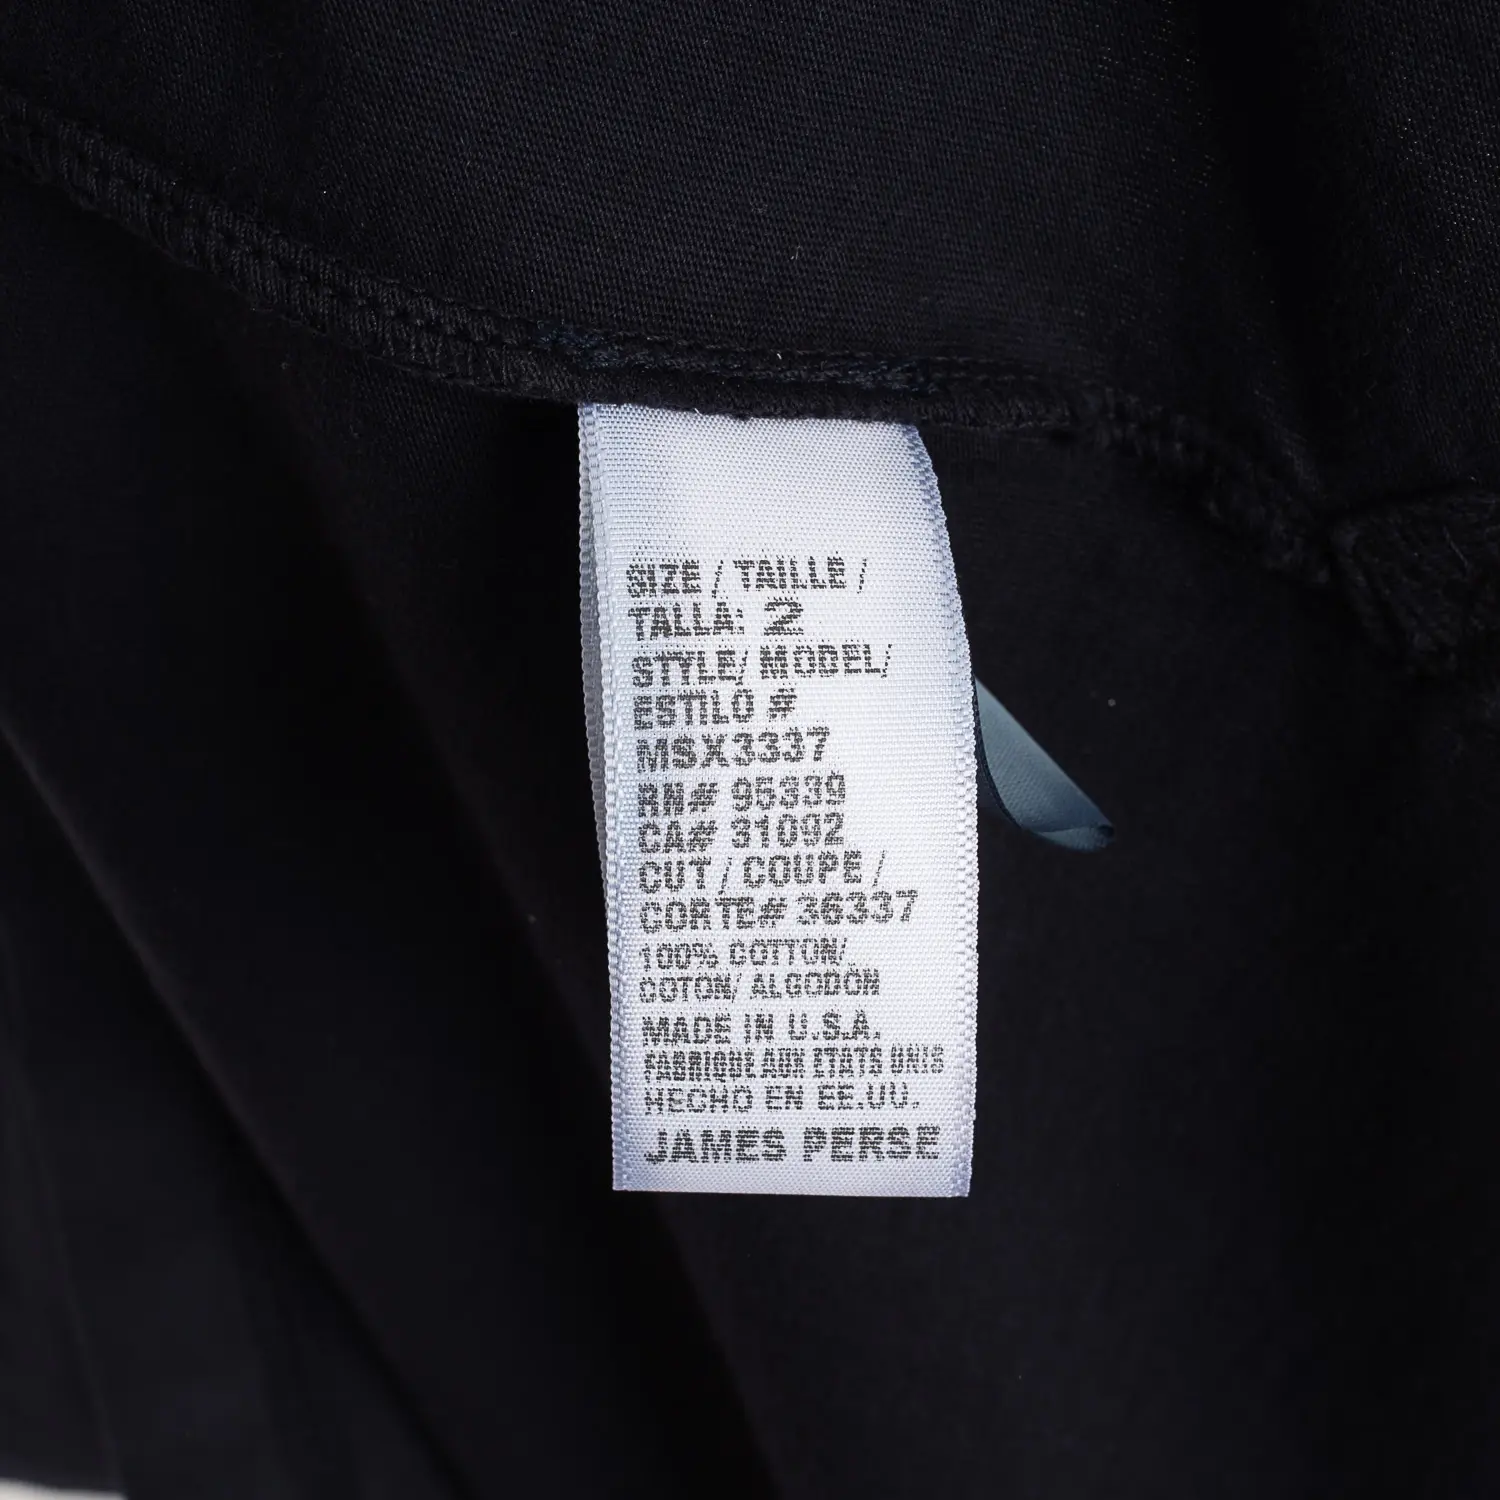 SIZE / TAILLE /
TALLA: 2
STYLE/ MODEL/
ESTILO #
MSX3337
RN# 95339
CA# 31092
CUT / COUPE /
CORTE# 36337
100% COTTON/
COTON/ ALGODÓN
MADE IN U.S.A.
FABRIQUE AUX ETATS UNIS
HECHO EN EE.UU.
JAMES PERSE